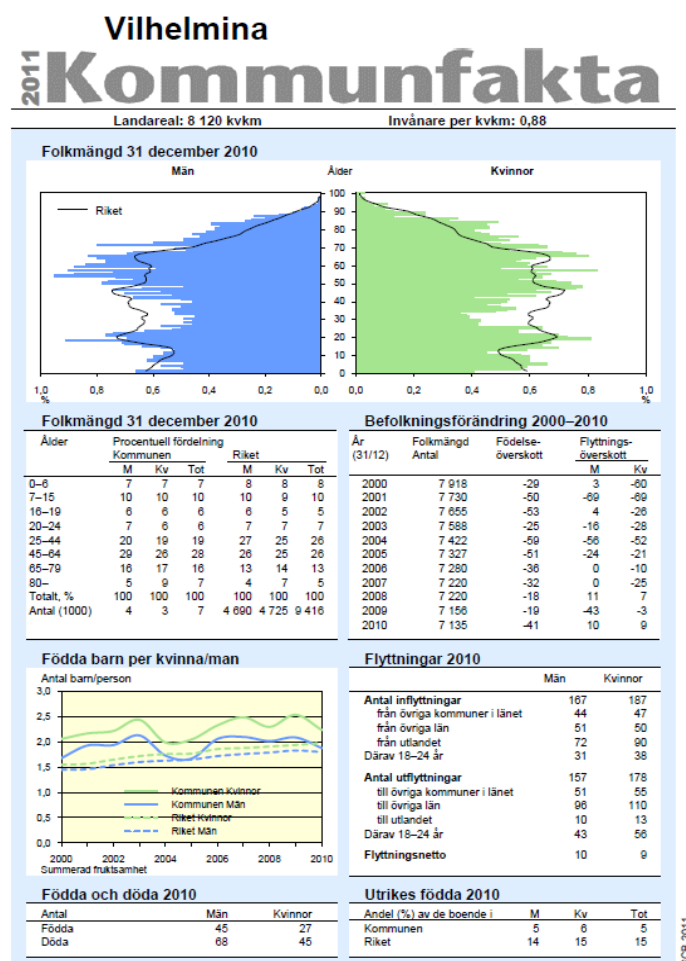 Vilhelmina
2011 Kommunfakta
Landareal: 8 120 kvkm Invånare per kvkm: 0,88
Folkmängd 31 december 2010
Män Ålder Kvinnor
Riket
100
90
80
70
60
50
40
30
20
10
0
1,0 0,8 0,6 0,4 0,2 0,0 0,0 0,2 0,4 0,6 0,8 1,0
% %
Folkmängd 31 december 2010
Ålder Procentuell fördelning
Kommunen Riket
M Kv Tot M Kv Tot
0–6 7 7 7 8 8 8
7–15 10 10 10 10 9 10
16–19 6 6 6 6 5 5
20–24 7 6 6 7 7 7
25–44 20 19 19 27 25 26
45–64 29 26 28 26 25 26
65–79 16 17 16 13 14 13
80– 5 9 7 4 7 5
Totalt, % 100 100 100 100 100 100
Antal (1000) 4 3 7 4 690 4 725 9 416
Befolkningsförändring 2000–2010
År Folkmängd Födelse- Flyttnings-
(31/12) Antal överskott överskott
M Kv
2000 7 918 -29 3 -60
2001 7 730 -50 -69 -69
2002 7 655 -53 4 -26
2003 7 588 -25 -16 -28
2004 7 422 -59 -56 -52
2005 7 327 -51 -24 -21
2006 7 280 -36 0 -10
2007 7 220 -32 0 -25
2008 7 220 -18 11 7
2009 7 156 -19 -43 -3
2010 7 135 -41 10 9
Födda barn per kvinna/man
Antal barn/person
3,0
2,5
2,0
1,5
1,0
0,5
0,0
Kommunen Kvinnor
Kommunen Män
Riket Kvinnor
Riket Män
2000 2002 2004 2006 2008 2010
Summerad fruktsamhet
Flyttningar 2010
Män Kvinnor
Antal inflyttningar 167 187
från övriga kommuner i länet 44 47
från övriga län 51 50
från utlandet 72 90
Därav 18–24 år 31 38
Antal utflyttningar 157 178
till övriga kommuner i länet 51 55
till övriga län 96 110
till utlandet 10 13
Därav 18–24 år 43 56
Flyttningsnetto 10 9
Födda och döda 2010
Antal Män Kvinnor
Födda 45 27
Döda 68 45
Utrikes födda 2010
Andel (%) av de boende i M Kv Tot
Kommunen 5 6 5
Riket 14 15 15
2011